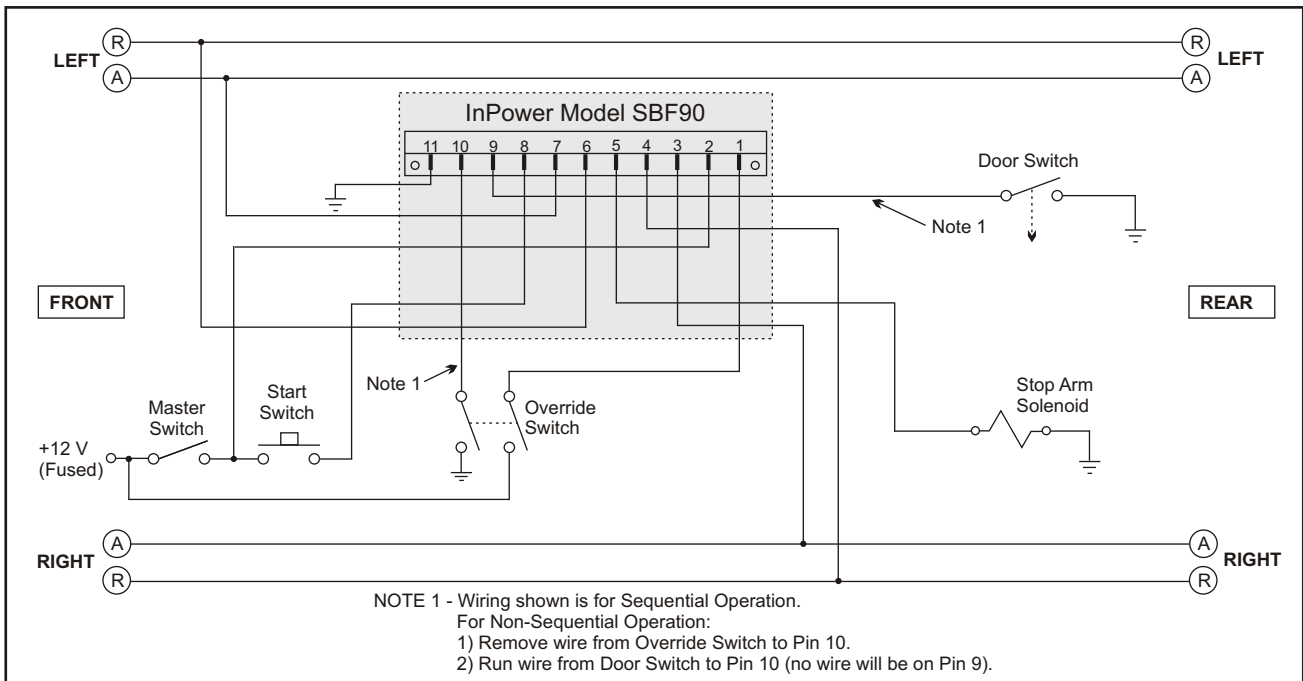 R
LEFT
A
R
LEFT
A
InPower Model SBF90
11 10 9 8 7 6 5 4 3 2 1
Door Switch
Note 1
FRONT
REAR
Note 1
Start
Switch
Master
Switch
Override
Switch
Stop Arm
Solenoid
+12 V
(Fused)
A
RIGHT
R
A
RIGHT
R
NOTE 1 - Wiring shown is for Sequential Operation.
For Non-Sequential Operation:
1) Remove wire from Override Switch to Pin 10.
2) Run wire from Door Switch to Pin 10 (no wire will be on Pin 9).